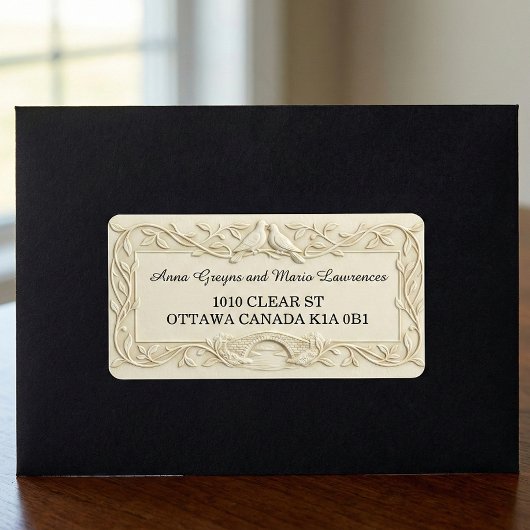 Anna Greyns and Mario Lawrences
1010 CLEAR ST
OTTAWA CANADA K1A 0B1